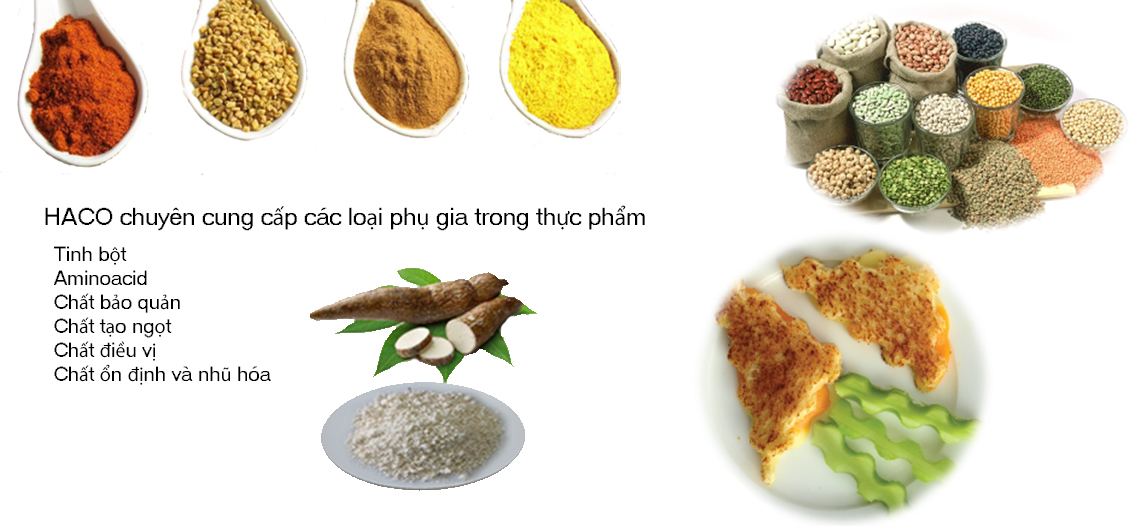 HACO chuyên cung cấp các loại phụ gia trong thực phẩm
Tinh bột
Aminoacid
Chất bảo quản
Chất tạo ngọt
Chất điều vị
Chất ổn định và nhũ hóa